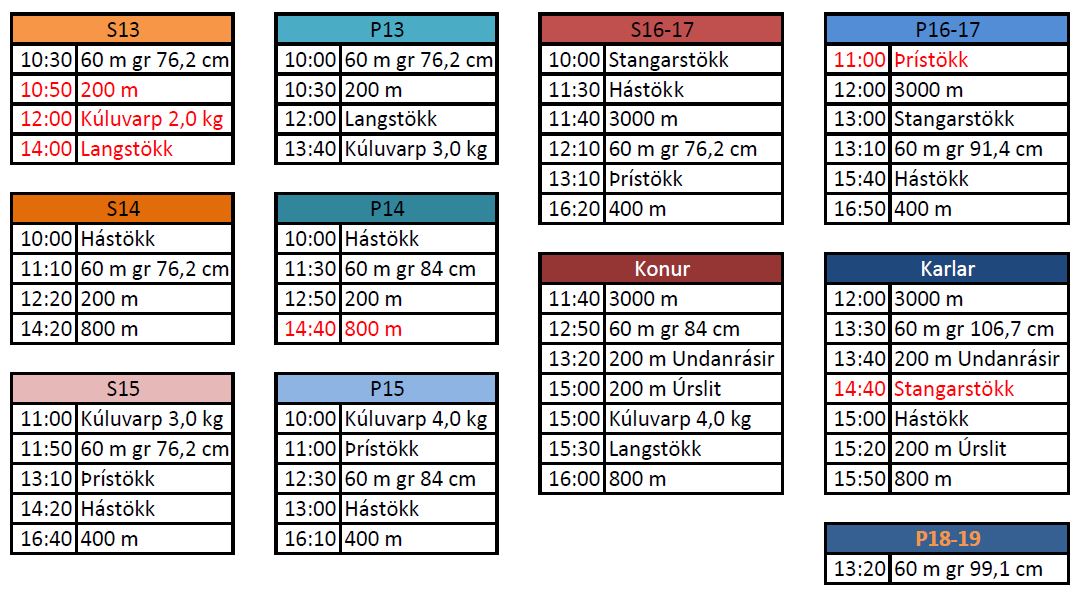 S13
10:30 60 m gr 76,2 cm
10:50 200 m
12:00 Kúluvarp 2,0 kg
14:00 Langstökk
S14
10:00 Hástökk
11:10 60 m gr 76,2 cm
12:20 200 m
14:20 800 m
S15
11:00 Kúluvarp 3,0 kg
11:50 60 m gr 76,2 cm
13:10 Þrístökk
14:20 Hástökk
16:40 400 m
P13
10:00 60 m gr 76,2 cm
10:30 200 m
12:00 Langstökk
13:40 Kúluvarp 3,0 kg
P14
10:00 Hástökk
11:30 60 m gr 84 cm
12:50 200 m
14:40 800 m
P15
10:00 Kúluvarp 4,0 kg
11:00 Þrístökk
12:30 60 m gr 84 cm
13:00 Hástökk
16:10 400 m
S16-17
10:00 Stangarstökk
11:30 Hástökk
11:40 3000 m
12:10 60 m gr 76,2 cm
13:10 Þrístökk
16:20 400 m
Konur
11:40 3000 m
12:50 60 m gr 84 cm
13:20 200 m Undanrásir
15:00 200 m Úrslit
15:00 Kúluvarp 4,0 kg
15:30 Langstökk
16:00 800 m
P16-17
11:00 Þrístökk
12:00 3000 m
13:00 Stangarstökk
13:10 60 m gr 91,4 cm
15:40 Hástökk
16:50 400 m
Karlar
12:00 3000 m
13:30 60 m gr 106,7 cm
13:40 200 m Undanrásir
14:40 Stangarstökk
15:00 Hástökk
15:20 200 m Úrslit
15:50 800 m
P18-19
13:20 60 m gr 99,1 cm